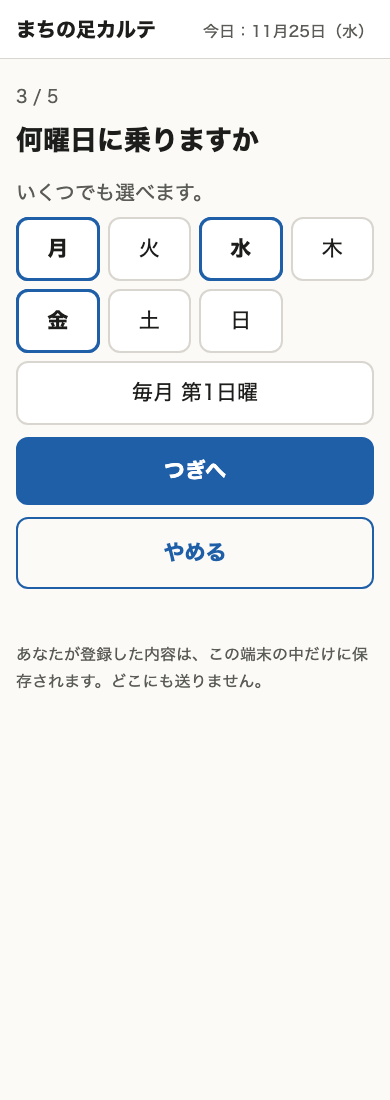 まちの足カルテ
今日：11月25日（水）
3 / 5
何曜日に乗りますか
いくつでも選べます。
月 火 水 木
金 土 日
毎月 第1日曜
つぎへ
やめる
あなたが登録した内容は、この端末の中だけに保
存されます。どこにも送りません。